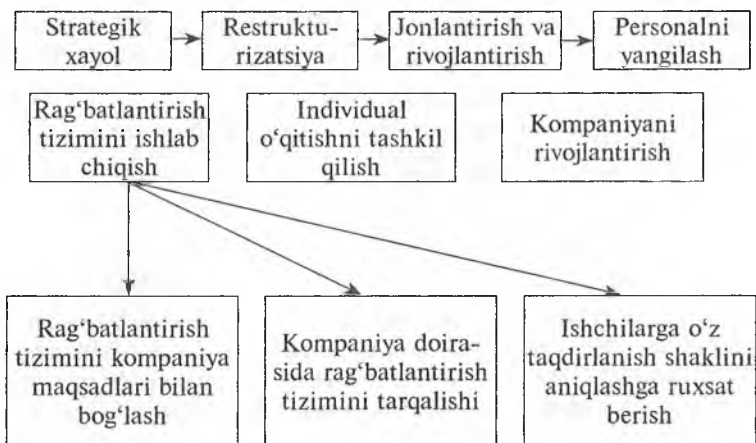 Strategik
xayol
Restruktu-
rizatsiya
Jonlantirish va
rivojlantirish
Personalni
yangilash
Rag‘batlantirish
tizimini ishlab
chiqish
Individual
o‘qitishni tashkil
qilish
Kompaniyani
rivojlantirish
Rag‘batlantirish
tizimini kompaniya
maqsadlari bilan
bog‘lash
Kompaniya doira-
sida rag‘batlantirish
tizimini tarqalishi
Ishchilarga o‘z
taqdirlanish shaklini
aniqlashga ruxsat
berish